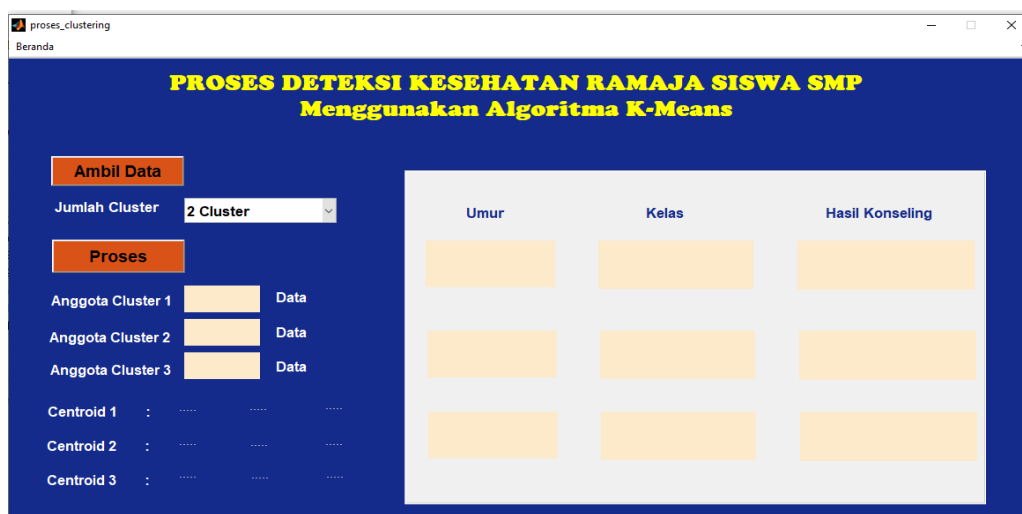 proses_clustering
Beranda
PROSES DETEKSI KESEHATAN RAMAJA SISWA SMP
Menggunakan Algoritma K-Means
Ambil Data
Jumlah Cluster 2 Cluster
Proses
Anggota Cluster 1 Data
Anggota Cluster 2 Data
Anggota Cluster 3 Data
Centroid 1 : ..... ..... .....
Centroid 2 : ..... ..... .....
Centroid 3 : ..... ..... .....
Umur Kelas Hasil Konseling